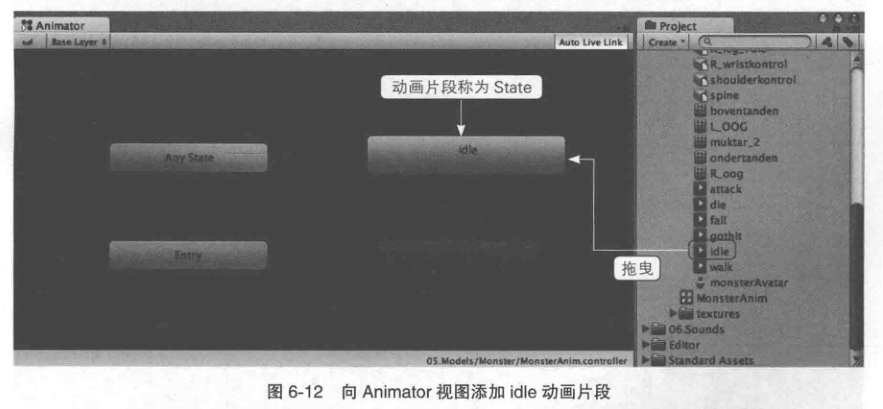 Animator
Base Layer
Auto Live Link
动画片段称为 State
Any State
idle
Entry
拖曳
05.Models/Monster/MonsterAnim.controller
Project
Create
R_wristkontrol
shoulderkontrol
spine
boventanden
L_OOG
muktar_2
ondertanden
R_oog
attack
die
fall
gothit
idle
walk
monsterAvatar
MonsterAnim
textures
06.Sounds
Editor
Standard Assets
图 6-12 向 Animator 视图添加 idle 动画片段